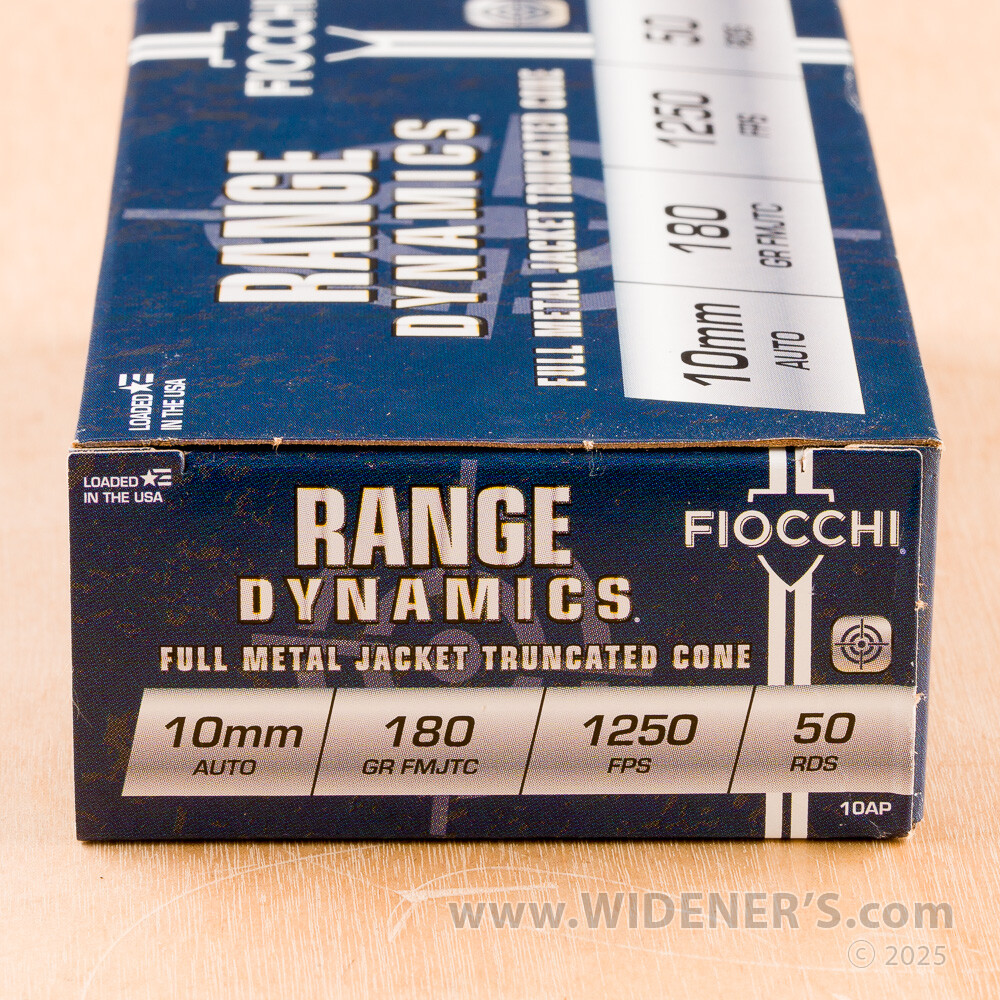 FIOCCHI
RANGE
DYNAMICS
FULL METAL JACKET TRUNCATED CONE
50
RDS
1250
FPS
180
GR FMJTC
10mm
AUTO
LOADED
IN THE USA
LOADED
IN THE USA
RANGE
DYNAMICS.
FULL METAL JACKET TRUNCATED CONE
FIOCCHI
10mm 180 1250 50
AUTO GR FMJTC FPS RDS
10AP
www.WIDENER'S.com
© 2025